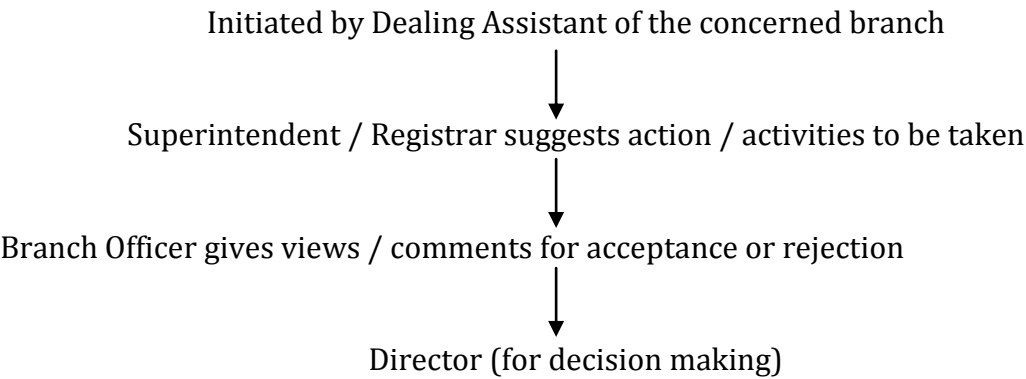 Initiated by Dealing Assistant of the concerned branch
Superintendent / Registrar suggests action / activities to be taken
Branch Officer gives views / comments for acceptance or rejection
Director (for decision making)